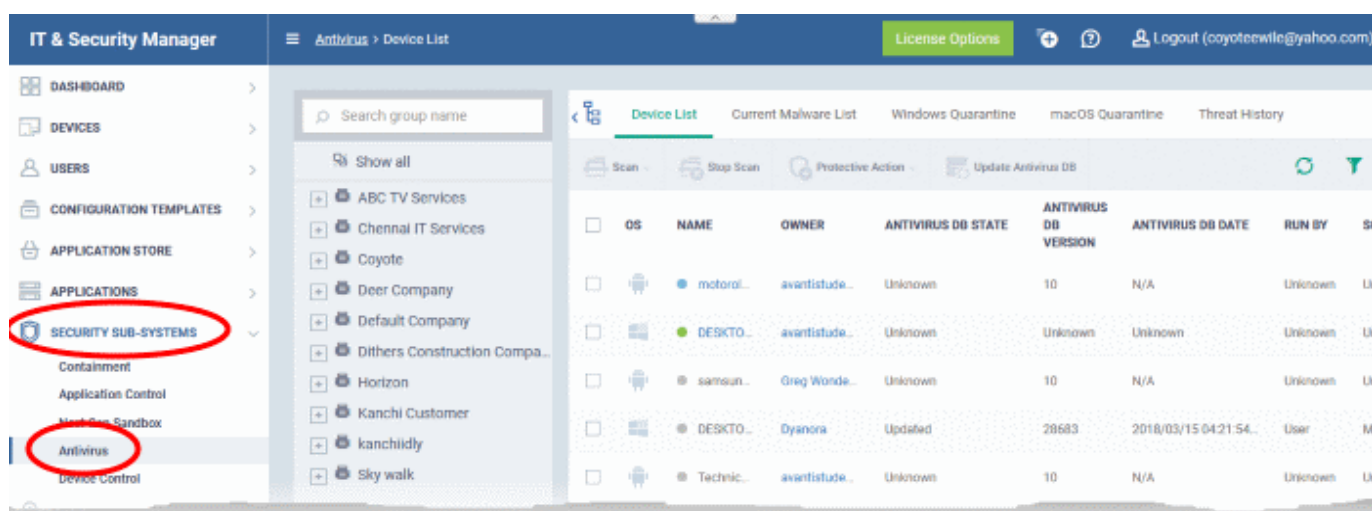 IT & Security Manager
Antivirus > Device List
License Options
Logout (coyoteewile@yahoo.com)
DASHBOARD
DEVICES
USERS
CONFIGURATION TEMPLATES
APPLICATION STORE
APPLICATIONS
SECURITY SUB-SYSTEMS
Containment
Application Control
Next Gen Sandbox
Antivirus
Device Control
Search group name
Show all
ABC TV Services
Chennai IT Services
Coyote
Deer Company
Default Company
Dithers Construction Compa...
Horizon
Kanchi Customer
kanchiidly
Sky walk
Device List Current Malware List Windows Quarantine macOS Quarantine Threat History
Scan Stop Scan Protective Action Update Antivirus DB
OS NAME OWNER ANTIVIRUS DB STATE ANTIVIRUS DB VERSION ANTIVIRUS DB DATE RUN BY
motorol... avantistude... Unknown 10 N/A Unknown
DESKTO... avantistude... Unknown Unknown Unknown
samsun... Greg Wonde... Unknown 10 N/A Unknown
DESKTO... Dyanora Updated 28683 2018/03/15 04:21:54... User
Technic... avantistude... Unknown 10 N/A Unknown